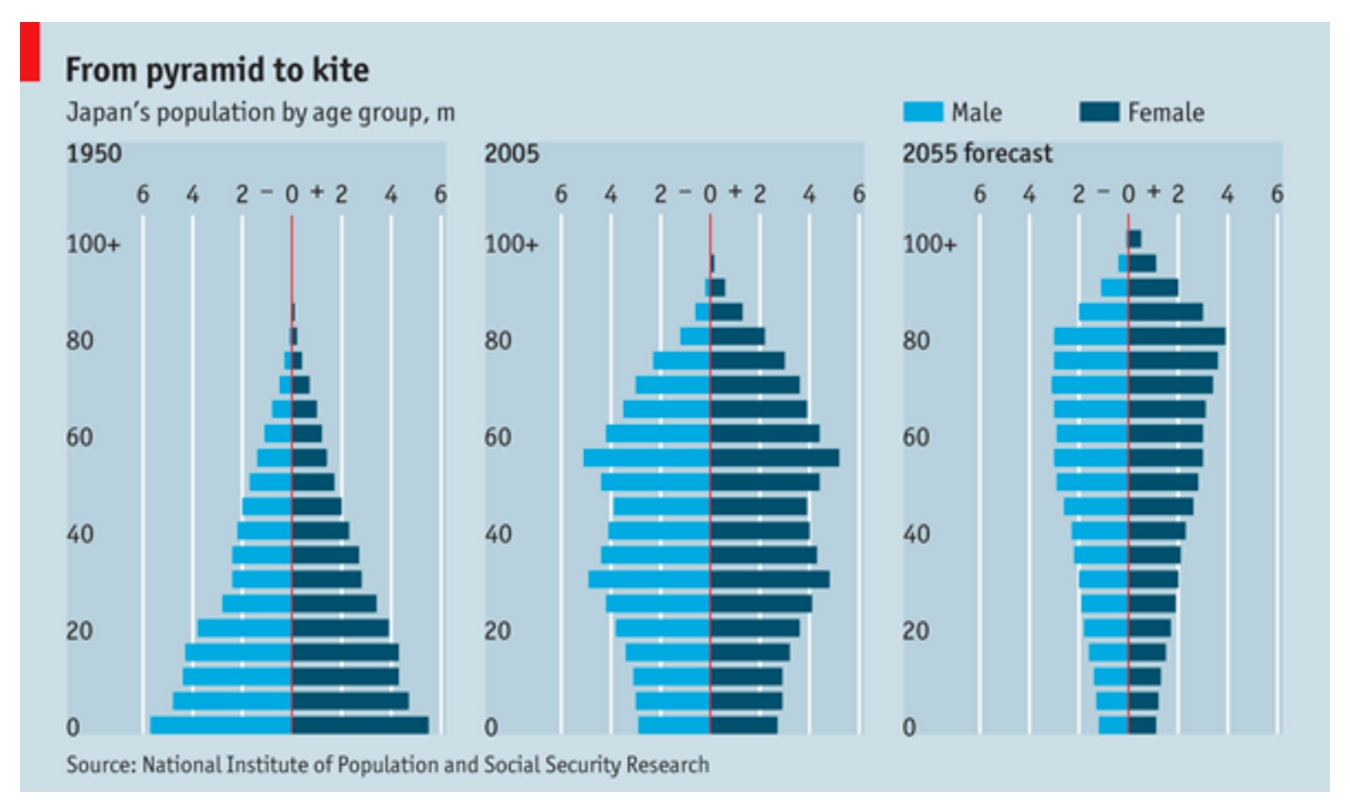 From pyramid to kite
Japan's population by age group, m
Male Female
1950
6 4 2 – 0 + 2 4 6
100+
80
60
40
20
0
2005
6 4 2 – 0 + 2 4 6
100+
80
60
40
20
0
2055 forecast
6 4 2 – 0 + 2 4 6
100+
80
60
40
20
0
Source: National Institute of Population and Social Security Research